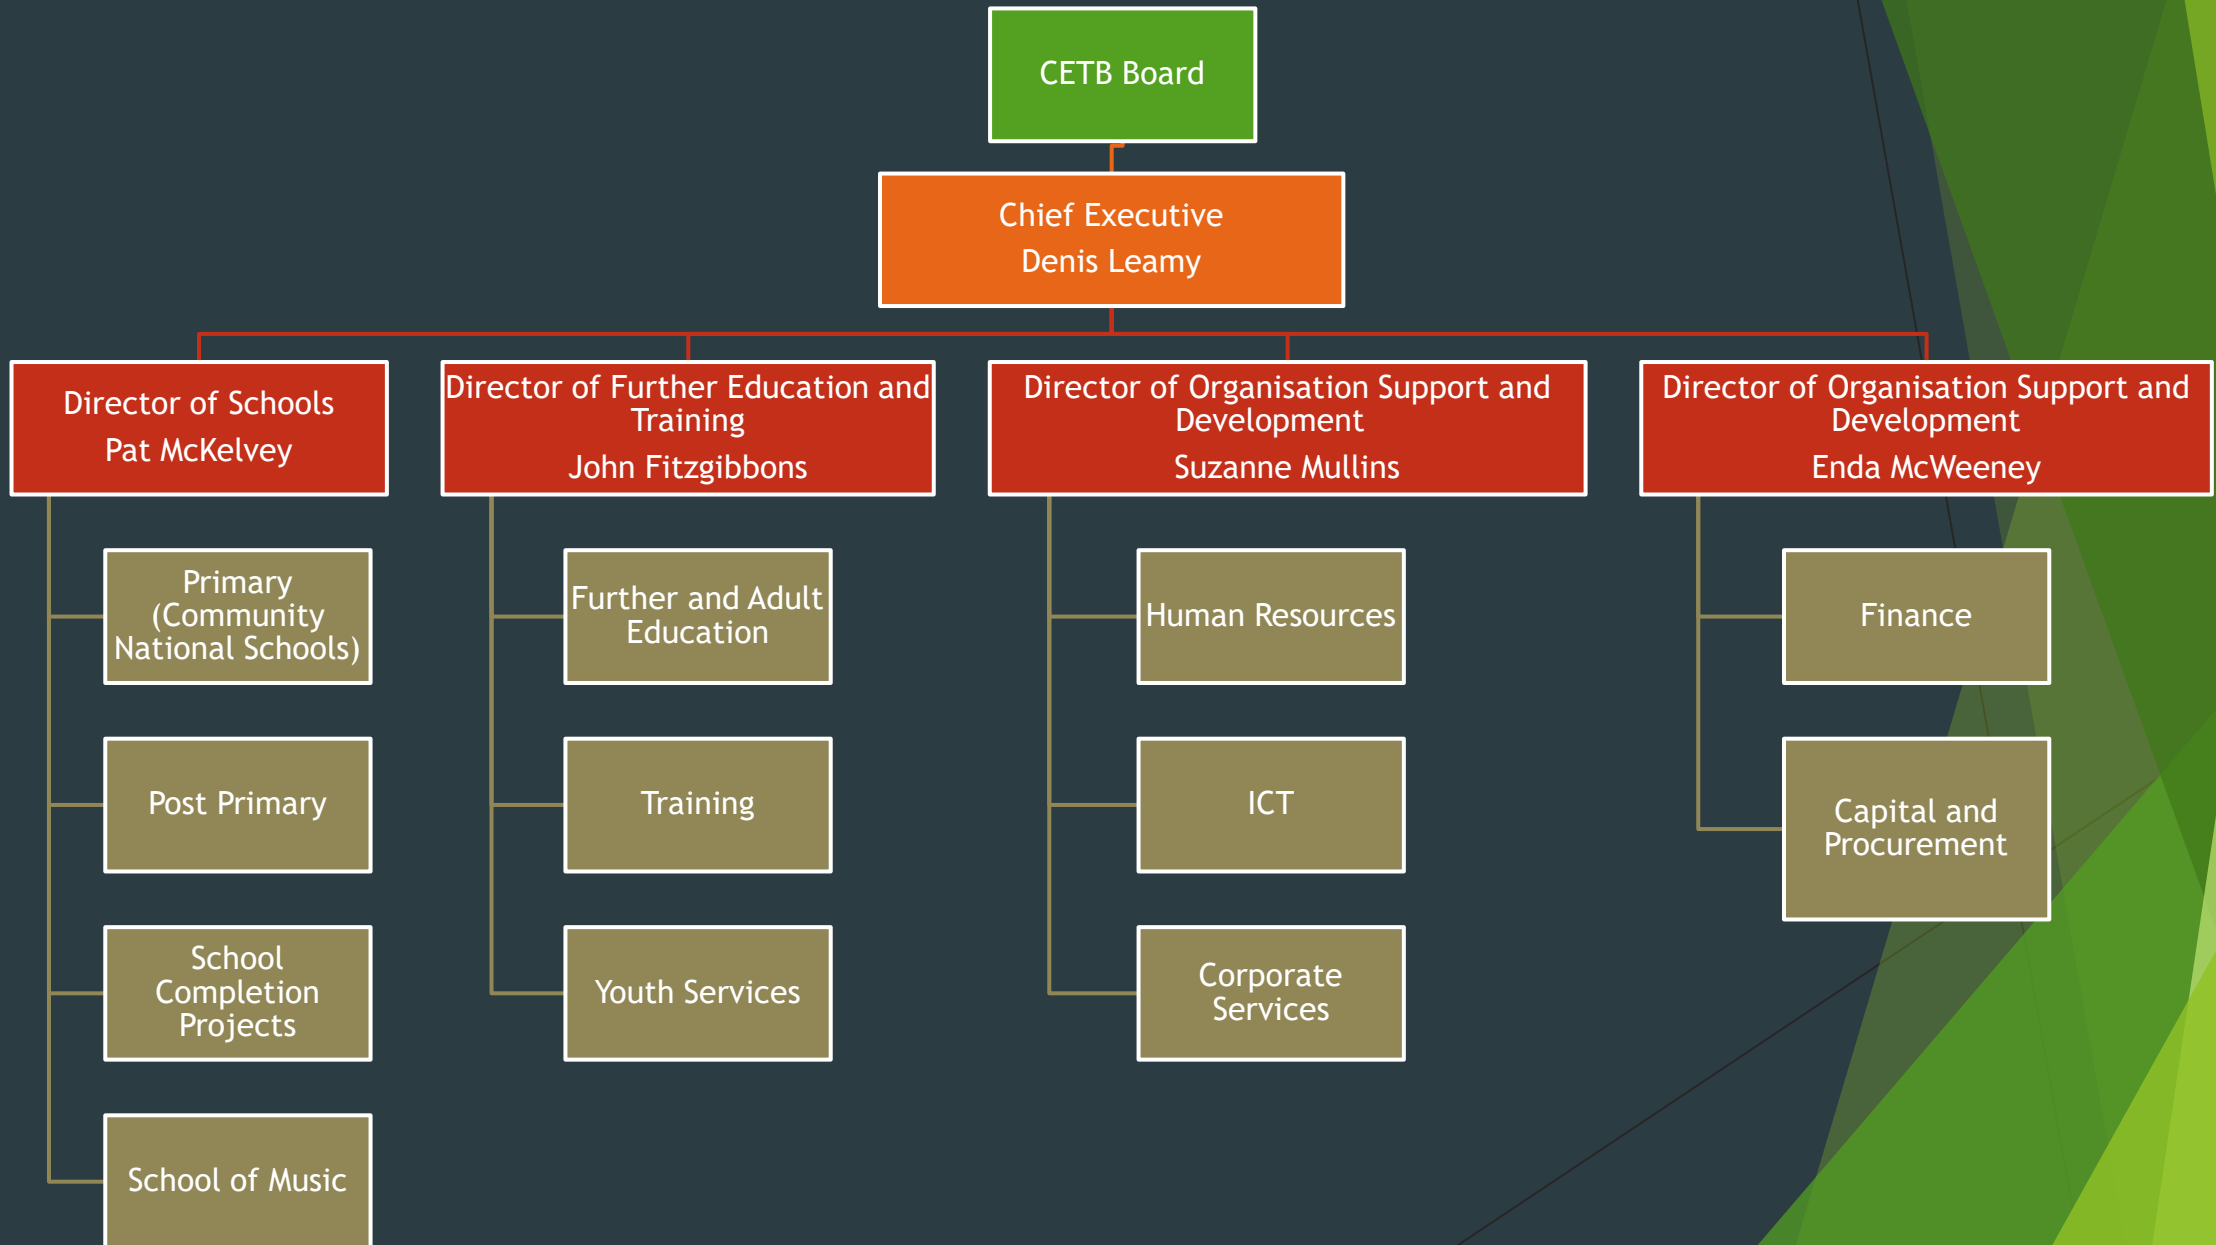 CETB Board
Chief Executive
Denis Leamy
Director of Schools
Pat McKelvey
Director of Further Education and
Training
John Fitzgibbons
Director of Organisation Support and
Development
Suzanne Mullins
Director of Organisation Support and
Development
Enda McWeeney
Primary
(Community
National Schools)
Post Primary
School
Completion
Projects
School of Music
Further and Adult
Education
Training
Youth Services
Human Resources
ICT
Corporate
Services
Finance
Capital and
Procurement